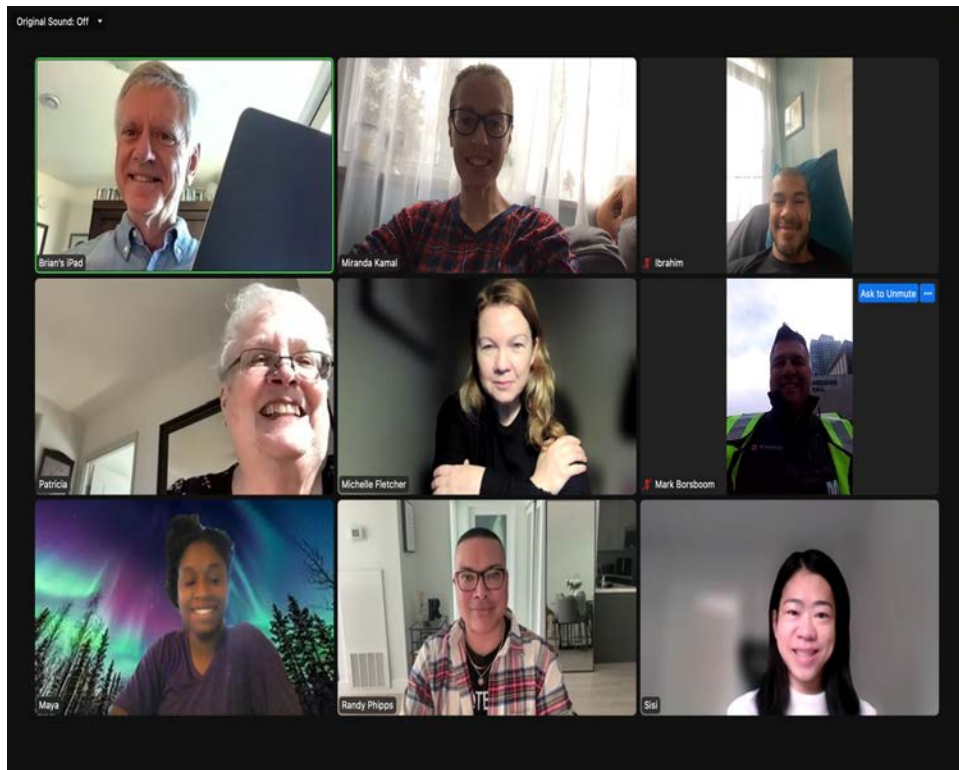 Original Sound: Off
Brian's iPad
Miranda Kamal
Ibrahim
Ask to Unmute
Patricia
Michelle Fletcher
Mark Borsboom
Maya
Randy Phipps
Sisi